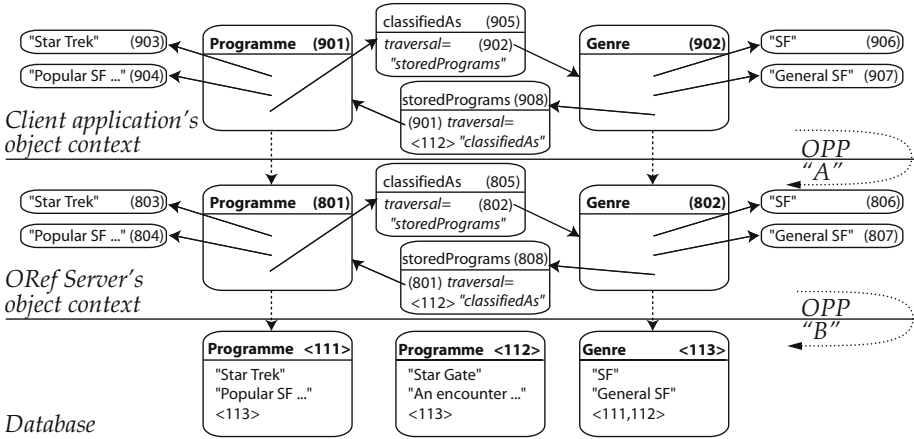 "Star Trek" (903)
"Popular SF ..." (904)
Programme (901)
classifiedAs (905)
traversal= (902)
"storedPrograms"
storedPrograms (908)
(901) traversal=
<112> "classifiedAs"
Genre (902)
"SF" (906)
"General SF" (907)
Client application's
object context
OPP
"A"
"Star Trek" (803)
"Popular SF ..." (804)
Programme (801)
classifiedAs (805)
traversal= (802)
"storedPrograms"
storedPrograms (808)
(801) traversal=
<112> "classifiedAs"
Genre (802)
"SF" (806)
"General SF" (807)
ORef Server's
object context
OPP
"B"
Programme <111>
"Star Trek"
"Popular SF ..."
<113>
Programme <112>
"Star Gate"
"An encounter ..."
<113>
Genre <113>
"SF"
"General SF"
<111,112>
Database